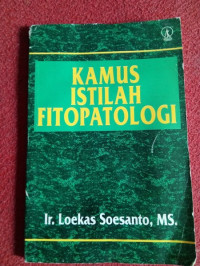 KAMUS
ISTILAH
FITOPATOLOGI
Ir. Loekas Soesanto, MS.